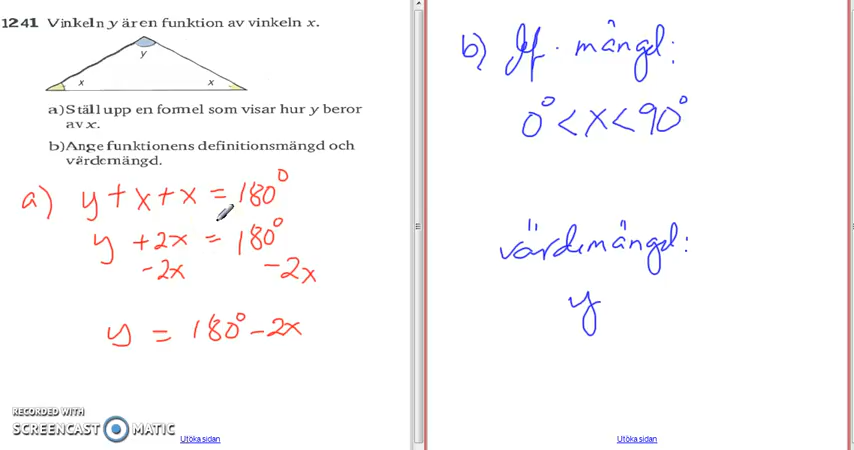 1241 Vinkeln y är en funktion av vinkeln x.
y
x x
a) Ställ upp en formel som visar hur y beror
av x.
b) Ange funktionens definitionsmängd och
värdemängd.
a) y + x + x = 180°
y + 2x = 180°
-2x -2x
y = 180° - 2x
RECORDED WITH
SCREENCAST MATIC
Utöka sidan
b) Df. mängd:
0° < x < 90°
värdemängd:
y
Utöka sidan